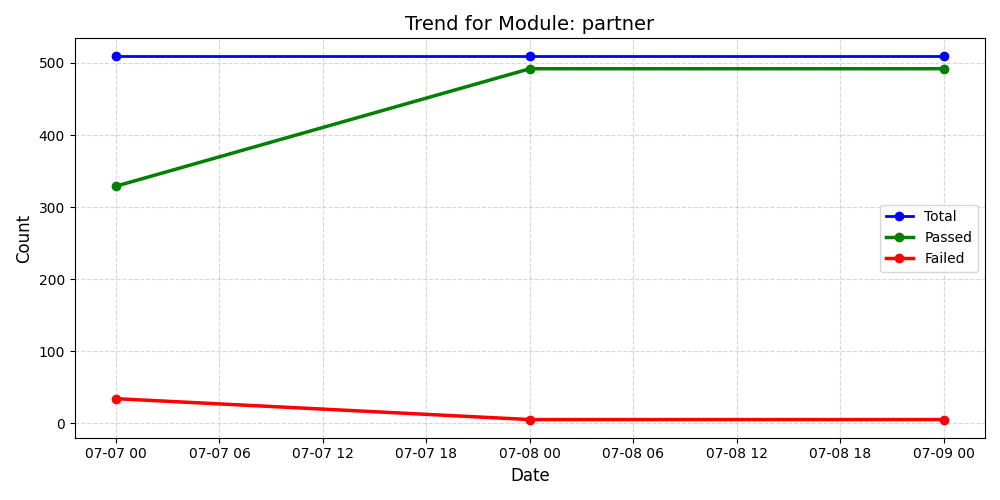 Trend for Module: partner
Count
500
400
300
200
100
0
Total
Passed
Failed
07-07 00 07-07 06 07-07 12 07-07 18 07-08 00 07-08 06 07-08 12 07-08 18 07-09 00
Date